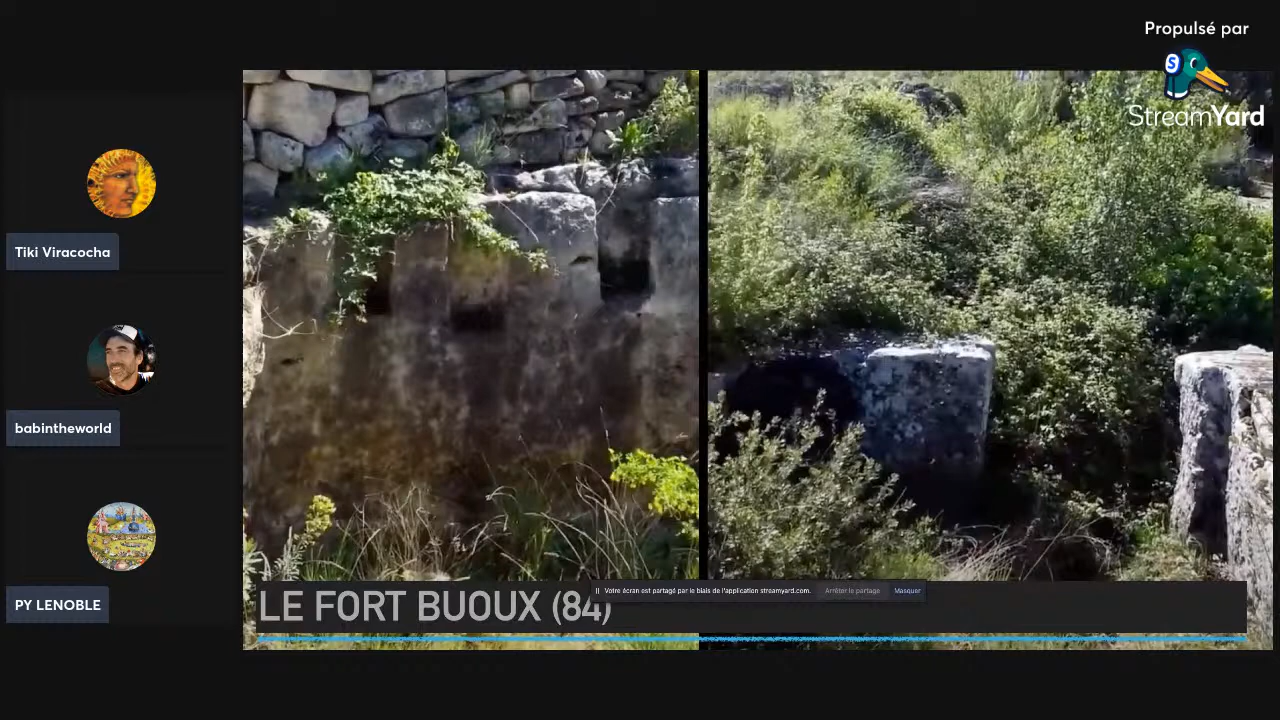 Propulsé par
StreamYard
Tiki Viracocha
babintheworld
PY LENOBLE
Votre écran est partagé par le biais de l'application streamyard.com. Arrêter le partage Masquer
LE FORT BUOUX (84)